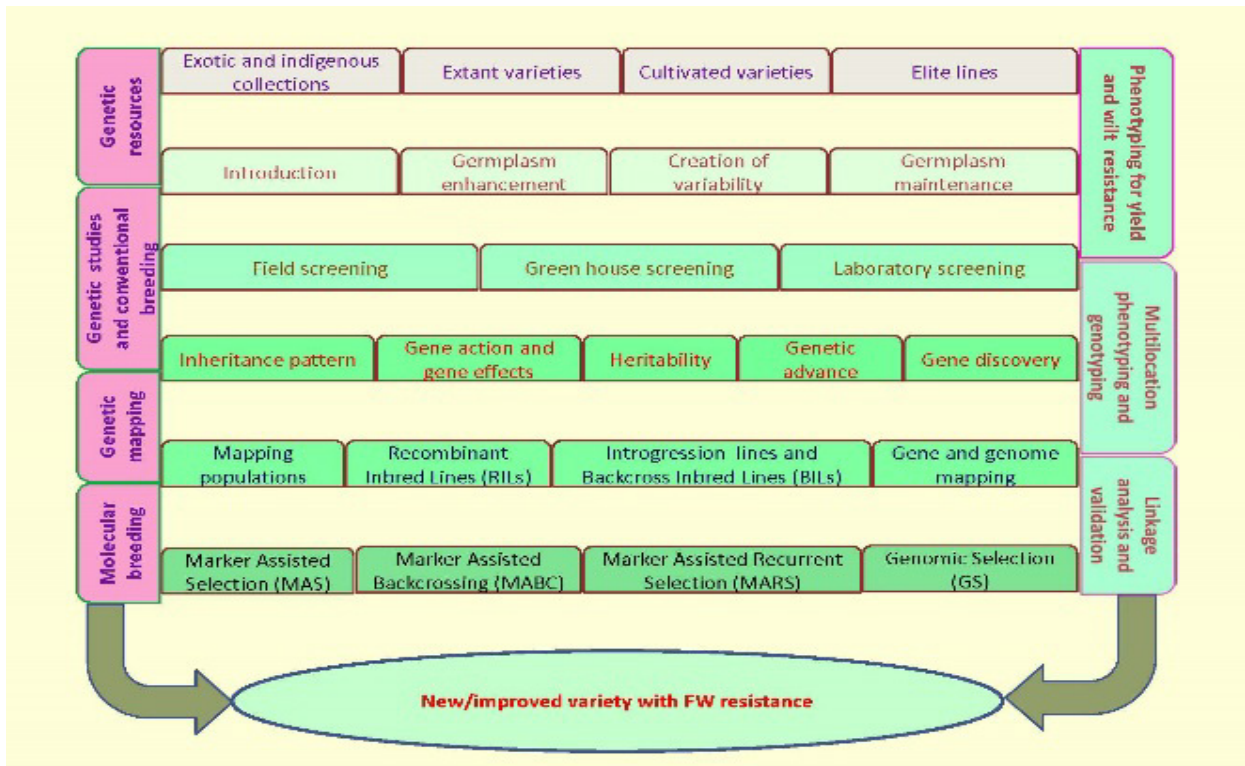 Genetic
resources
Genetic studies
and conventional
breeding
Genetic
mapping
Molecular
breeding
Exotic and indigenous
collections
Extant varieties
Cultivated varieties
Elite lines
Introduction
Germplasm
enhancement
Creation of
variability
Germplasm
maintenance
Field screening
Green house screening
Laboratory screening
Inheritance pattern
Gene action and
gene effects
Heritability
Genetic
advance
Gene discovery
Mapping
populations
Recombinant
Inbred Lines (RILs)
Introgression lines and
Backcross Inbred Lines (BILs)
Gene and genome
mapping
Marker Assisted
Selection (MAS)
Marker Assisted
Backcrossing (MABC)
Marker Assisted Recurrent
Selection (MARS)
Genomic Selection
(GS)
Phenotyping for yield
and wilt resistance
Multilocation
phenotyping and
genotyping
Linkage
analysis and
validation
New/improved variety with FW resistance